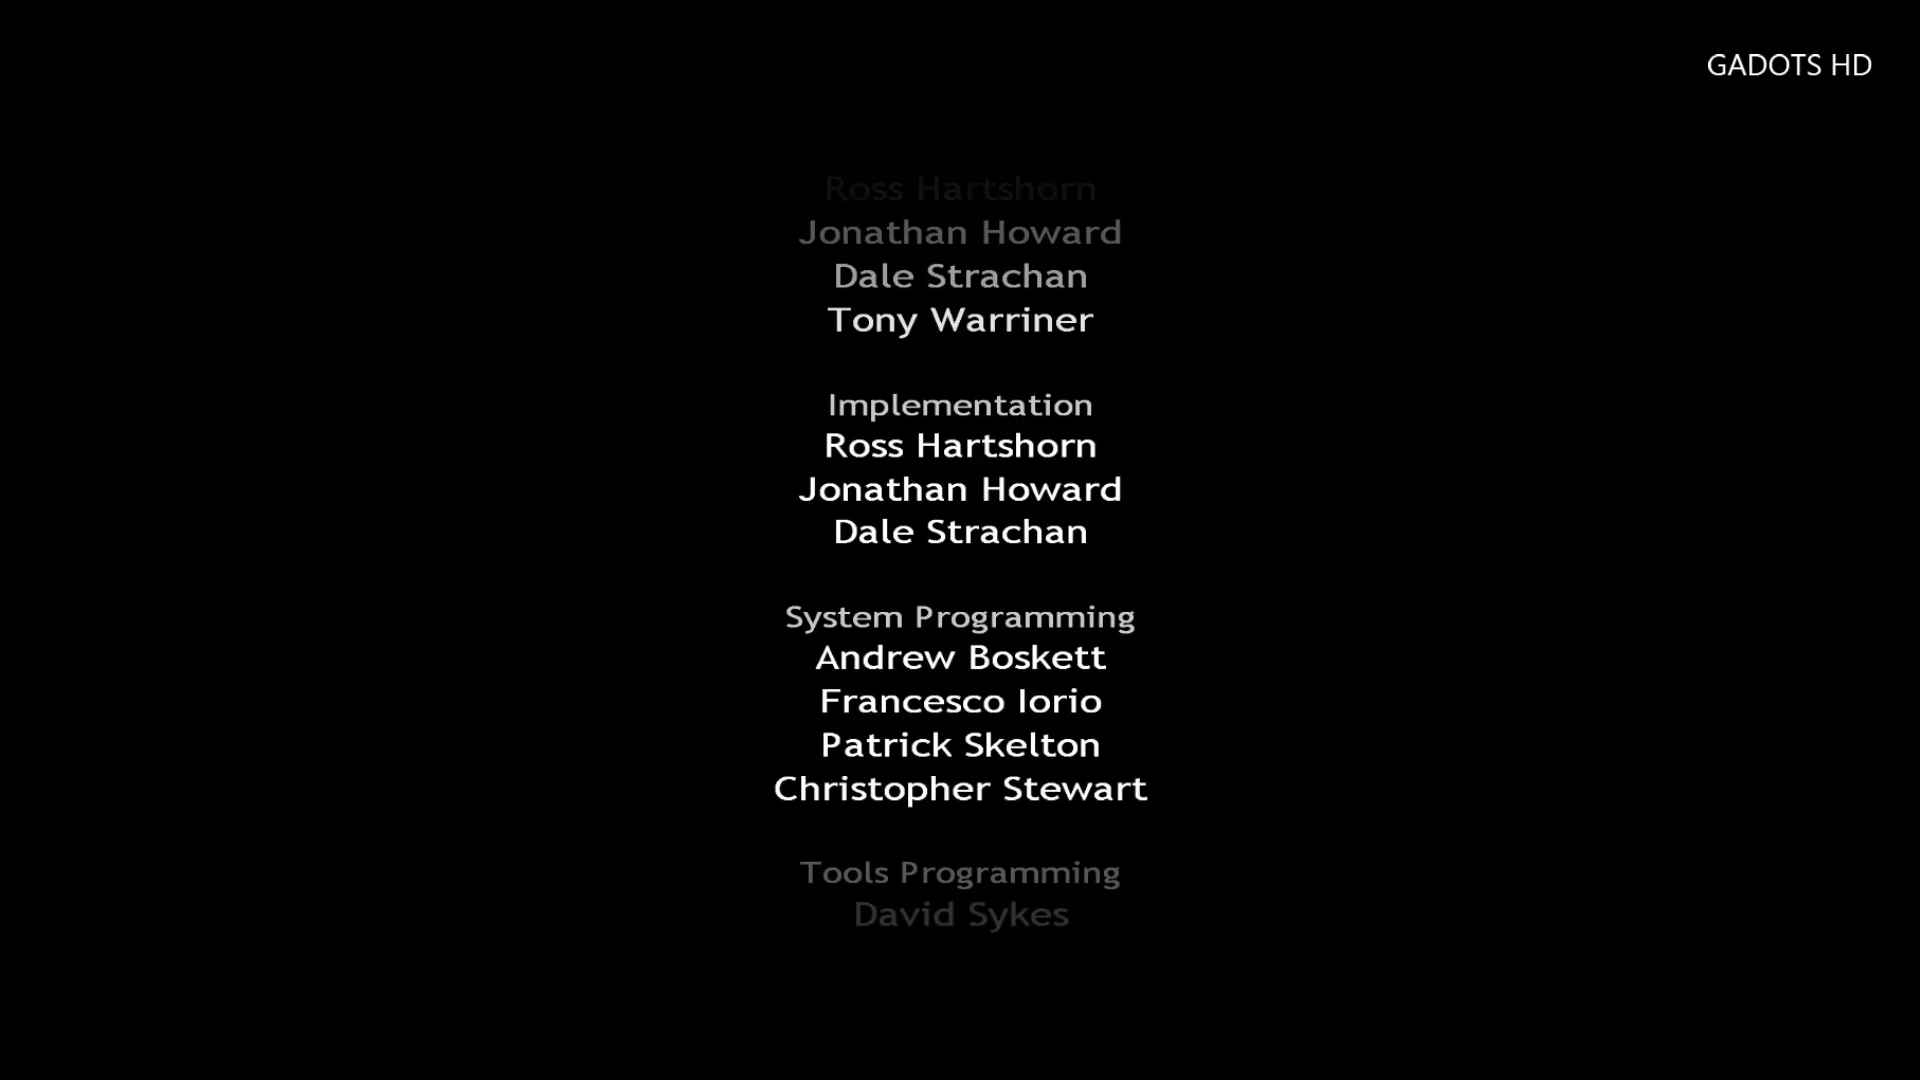 GADOTS HD
Ross Hartshorn
Jonathan Howard
Dale Strachan
Tony Warriner
Implementation
Ross Hartshorn
Jonathan Howard
Dale Strachan
System Programming
Andrew Boskett
Francesco Iorio
Patrick Skelton
Christopher Stewart
Tools Programming
David Sykes